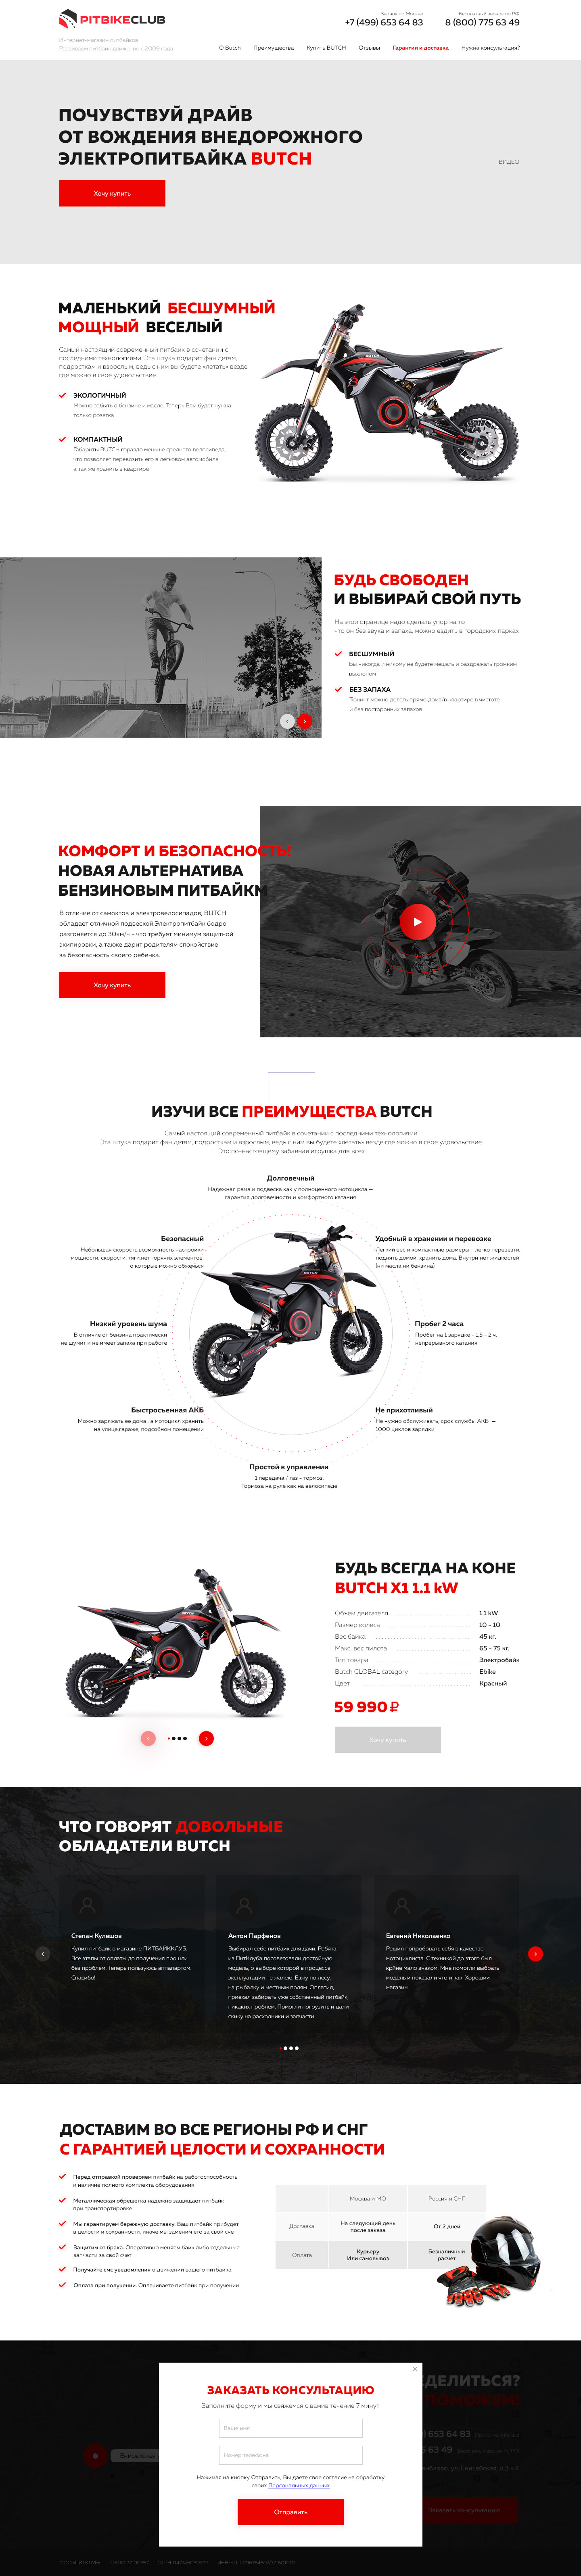 PITBIKECLUB
Интернет-магазин питбайков
Развиваем питбайк движение с 2009 года
Звонок по Москве
+7 (499) 653 64 83
Бесплатный звонок по РФ
8 (800) 775 63 49
О Butch Преимущества Купить BUTCH Отзывы Гарантии и доставка Нужна консультация?
ПОЧУВСТВУЙ ДРАЙВ
ОТ ВОЖДЕНИЯ ВНЕДОРОЖНОГО
ЭЛЕКТРОПИТБАЙКА BUTCH
ВИДЕО
Хочу купить
МАЛЕНЬКИЙ БЕСШУМНЫЙ
МОЩНЫЙ ВЕСЕЛЫЙ
Самый настоящий современный питбайк в сочетании с
последними технологиями. Эта штука подарит фан детям,
подросткам и взрослым, ведь с ним вы будете «летать» везде
где можно в свое удовольствие.
ЭКОЛОГИЧНЫЙ
Можно забыть о бензине и масле. Теперь Вам будет нужна
только розетка.
КОМПАКТНЫЙ
Габариты BUTCH гораздо меньше среднего велосипеда,
что позволяет перевозить его в легковом автомобиле,
а так же хранить в квартире
БУДЬ СВОБОДЕН
И ВЫБИРАЙ СВОЙ ПУТЬ
На этой странице надо сделать упор на то
что он без звука и запаха, можно ездить в городских парках
БЕСШУМНЫЙ
Вы никогда и никому не будете мешать и раздражать громким
выхлопом
БЕЗ ЗАПАХА
Тюнинг можно делать прямо дома/в квартире в чистоте
и без посторонних запахов
КОМФОРТ И БЕЗОПАСНОСТЬ!
НОВАЯ АЛЬТЕРНАТИВА
БЕНЗИНОВЫМ ПИТБАЙКМ
В отличие от самоктов и электровелосипадов, BUTCH
обладает отличной подвеской.Электропитбайк бодро
разгоняется до 30км/ч - что требует минимум защитной
экипировки, а также дарит родителям спокойствие
за безопасность своего ребенка.
Хочу купить
ИЗУЧИ ВСЕ ПРЕИМУЩЕСТВА BUTCH
Самый настоящий современный питбайк в сочетании с последними технологиями.
Эта штука подарит фан детям, подросткам и взрослым, ведь с ним вы будете «летать» везде где можно в свое удовольствие.
Это по-настоящему забавная игрушка для всех
Долговечный
Надежная рама и подвеска как у полноценного мотоцикла —
гарантия долговечности и комфортного катания
Безопасный
Небольшая скорость,возможность настройки
мощности, скорости, тяги,нет горячих элементов,
о которые можно обжечься
Удобный в хранении и перевозке
Легкий вес и компактные размеры – легко перевезти,
поднять домой, хранить дома. Внутри нет жидкостей
(ни масла ни бензина)
Низкий уровень шума
В отличие от бензина практически
не шумит и не имеет запаха при работе
Пробег 2 часа
Пробег на 1 зарядке – 1,5 – 2 ч.
непрерывного катания
Быстросъемная АКБ
Можно заряжать ее дома , а мотоцикл хранить
на улице,гараже, подсобном помещении
Не прихотливый
Не нужно обслуживать, срок службы АКБ —
1000 циклов зарядки
Простой в управлении
1 передача / газ – тормоз.
Тормоза на руле как на велосипеде
БУДЬ ВСЕГДА НА КОНЕ
BUTCH X1 1.1 kW
Объем двигателя 1.1 kW
Размер колеса 10 – 10
Вес байка 45 кг.
Макс. вес пилота 65 – 75 кг.
Тип товара Электробайк
Butch GLOBAL category Ebike
Цвет Красный
59 990 ₽
Хочу купить
ЧТО ГОВОРЯТ ДОВОЛЬНЫЕ
ОБЛАДАТЕЛИ BUTCH
Степан Кулешов
Купил питбайк в магазине ПИТБАЙККЛУБ.
Все этапы от оплаты до получения прошли
без проблем. Теперь пользуюсь аппапартом.
Спасибо!
Антон Парфенов
Выбирал себе питбайк для дачи. Ребята
из ПитКлуба посоветовали достойную
модель, о выборе которой в процессе
эксплуатации не жалею. Езжу по лесу,
на рыбалку и местным полям. Оплатил,
приехал забирать уже собственный питбайк,
никаких проблем. Помогли погрузить и дали
скику на расходники и запчасти.
Евгений Николаенко
Решил попробовать себя в качестве
мотоциклиста. С техникой до этого был
крйне мало знаком. Мне помогли выбрать
модель и показали что и как. Хороший
магазин
ДОСТАВИМ ВО ВСЕ РЕГИОНЫ РФ И СНГ
С ГАРАНТИЕЙ ЦЕЛОСТИ И СОХРАННОСТИ
Перед отправкой проверяем питбайк на работоспособность
и наличие полного комплекта оборудования
Металлическая обрешетка надежно защищает питбайк
при транспортировке
Мы гарантируем бережную доставку. Ваш питбайк прибудет
в целости и сохранности, иначе мы заменим его за свой счет
Защитим от брака. Оперативно меняем байк либо отдельные
запчасти за свой счет
Получайте смс уведомления о движении вашего питбайка
Оплата при получении. Оплачиваете питбайк при получении
Москва и МО Россия и СНГ
Доставка На следующий день
после заказа От 2 дней
Оплата Курьеру
Или самовывоз Безналичный
расчет
ЗАКАЗАТЬ КОНСУЛЬТАЦИЮ
Заполните форму и мы свяжемся с вамив течение 7 минут
Ваше имя
Номер телефона
Нажимая на кнопку Отправить, Вы даете свое согласие на обработку
своих Персональных данных
Отправить
ЕДЕЛИТЬСЯ?
653 64 83
63 49
Енисейская
Заказать консультацию